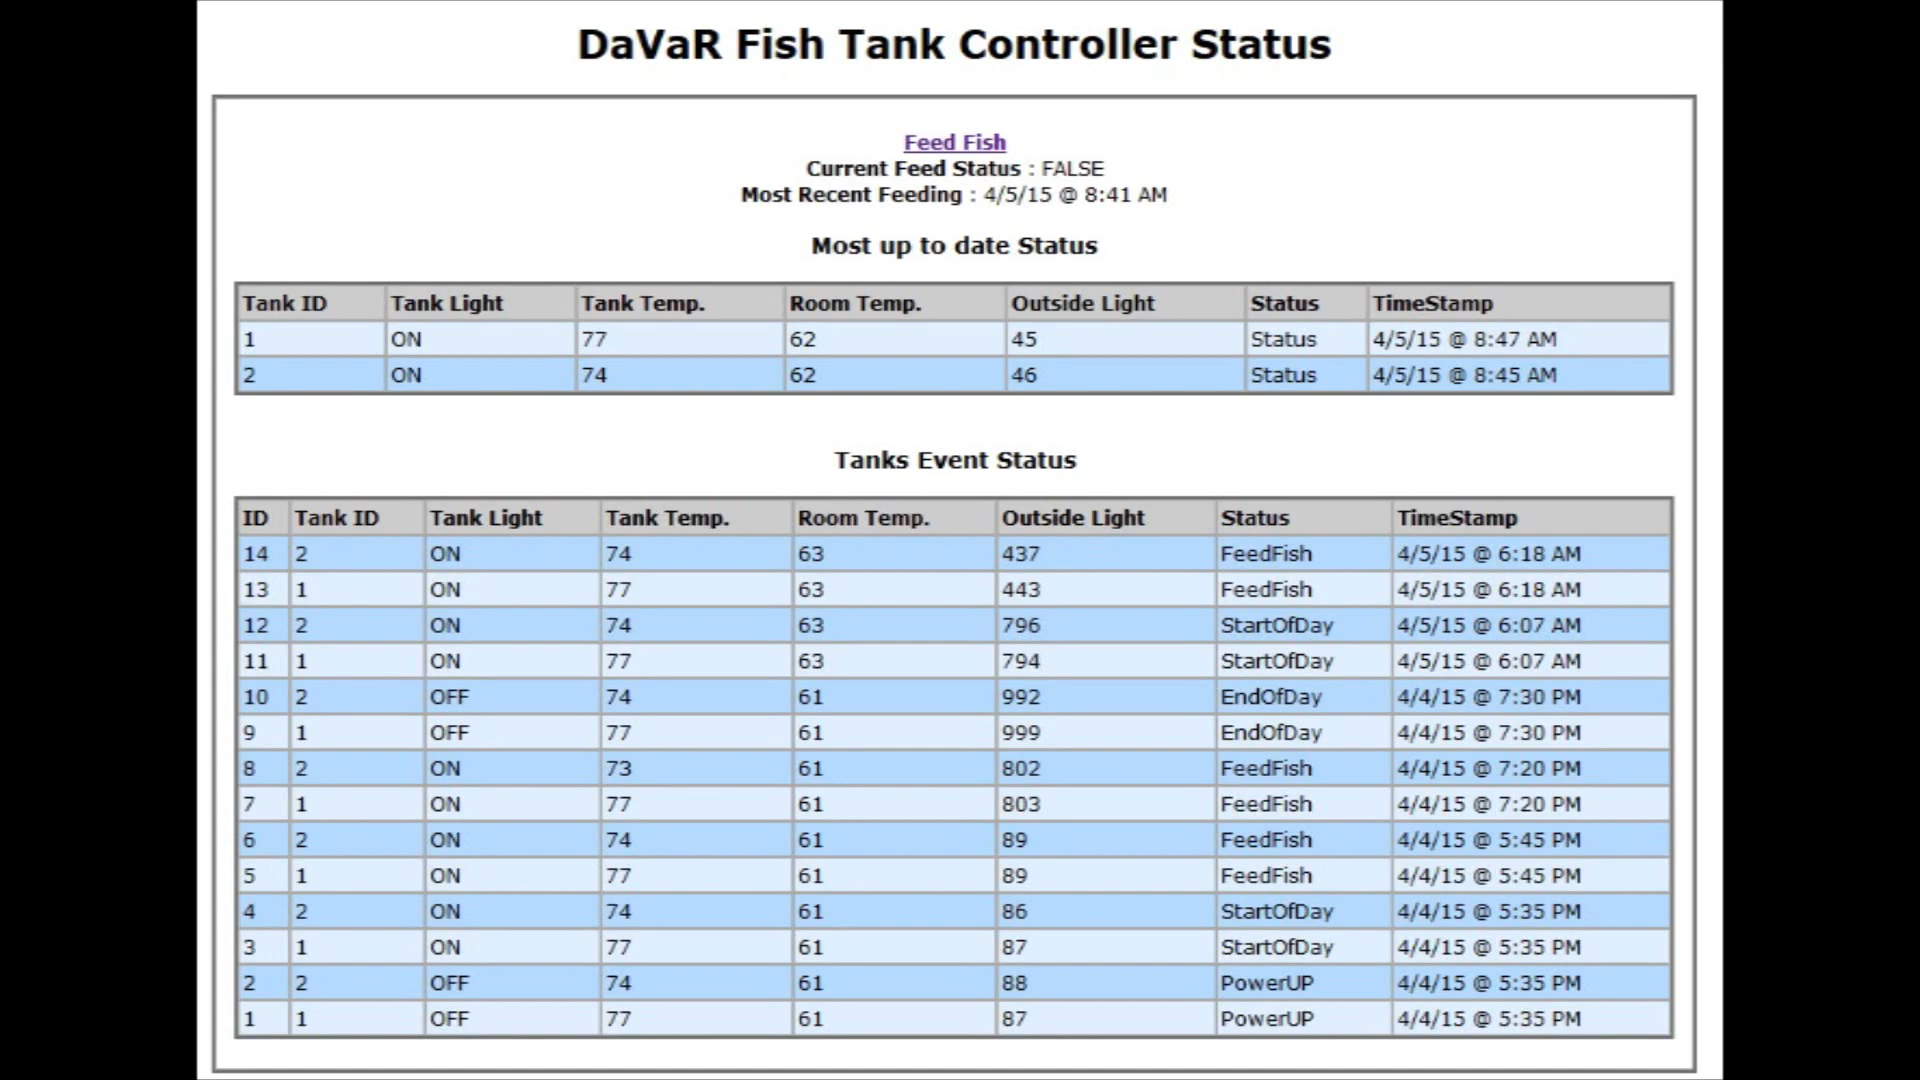 DaVaR Fish Tank Controller Status
Feed Fish
Current Feed Status : FALSE
Most Recent Feeding : 4/5/15 @ 8:41 AM
Most up to date Status
Tank ID Tank Light Tank Temp. Room Temp. Outside Light Status TimeStamp
1 ON 77 62 45 Status 4/5/15 @ 8:47 AM
2 ON 74 62 46 Status 4/5/15 @ 8:45 AM
Tanks Event Status
ID Tank ID Tank Light Tank Temp. Room Temp. Outside Light Status TimeStamp
14 2 ON 74 63 437 FeedFish 4/5/15 @ 6:18 AM
13 1 ON 77 63 443 FeedFish 4/5/15 @ 6:18 AM
12 2 ON 74 63 796 StartOfDay 4/5/15 @ 6:07 AM
11 1 ON 77 63 794 StartOfDay 4/5/15 @ 6:07 AM
10 2 OFF 74 61 992 EndOfDay 4/4/15 @ 7:30 PM
9 1 OFF 77 61 999 EndOfDay 4/4/15 @ 7:30 PM
8 2 ON 73 61 802 FeedFish 4/4/15 @ 7:20 PM
7 1 ON 77 61 803 FeedFish 4/4/15 @ 7:20 PM
6 2 ON 74 61 89 FeedFish 4/4/15 @ 5:45 PM
5 1 ON 77 61 89 FeedFish 4/4/15 @ 5:45 PM
4 2 ON 74 61 86 StartOfDay 4/4/15 @ 5:35 PM
3 1 ON 77 61 87 StartOfDay 4/4/15 @ 5:35 PM
2 2 OFF 74 61 88 PowerUP 4/4/15 @ 5:35 PM
1 1 OFF 77 61 87 PowerUP 4/4/15 @ 5:35 PM